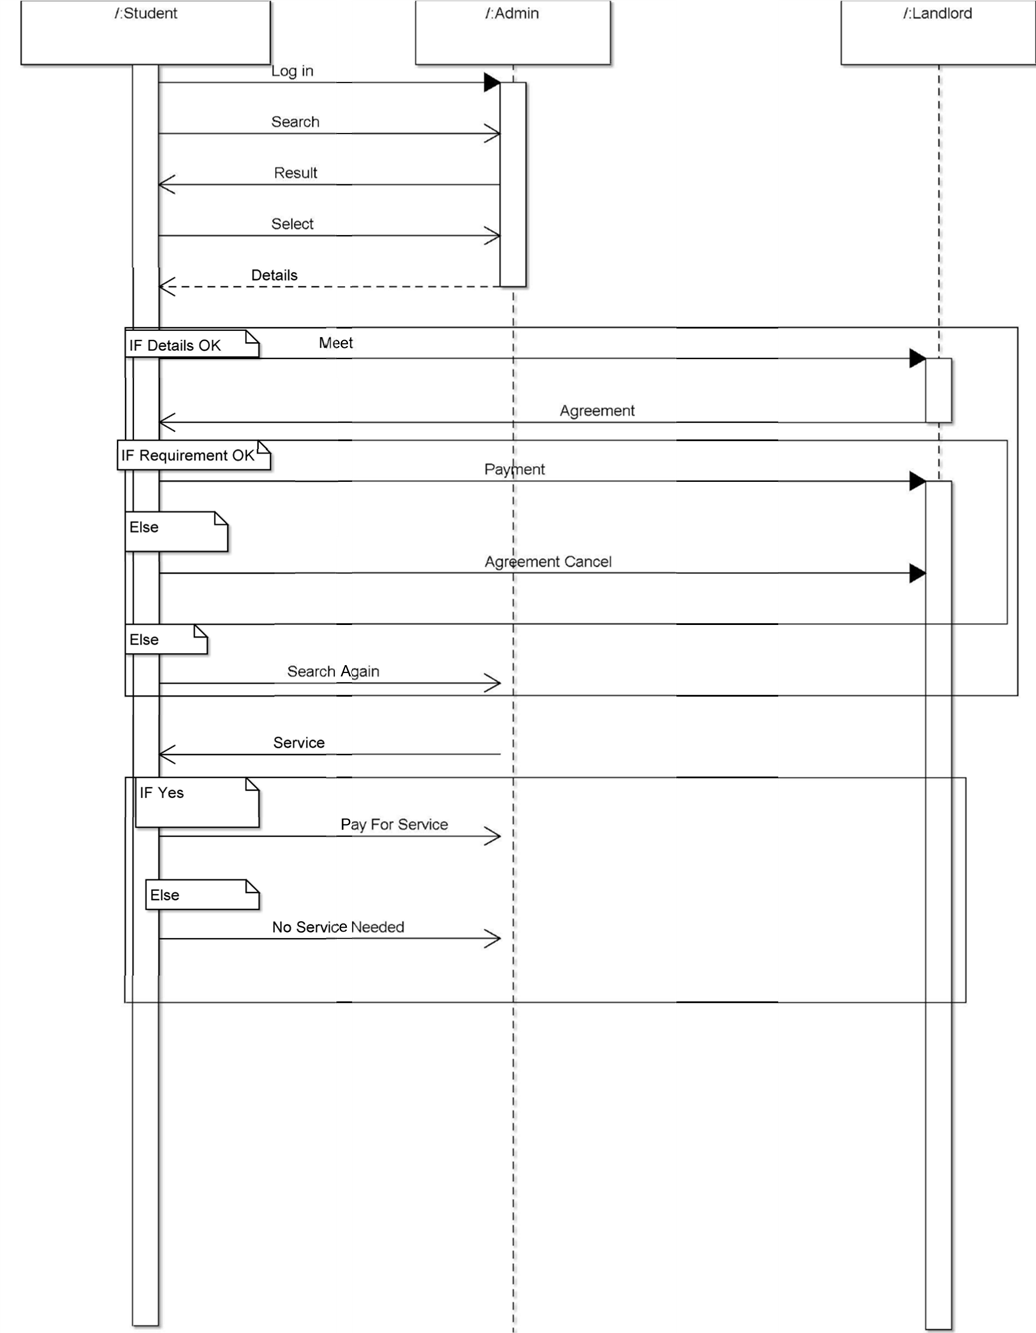 /:Student
/:Admin
/:Landlord
Log in
Search
Result
Select
Details
IF Details OK
Meet
Agreement
IF Requirement OK
Payment
Else
Agreement Cancel
Else
Search Again
Service
IF Yes
Pay For Service
Else
No Service Needed